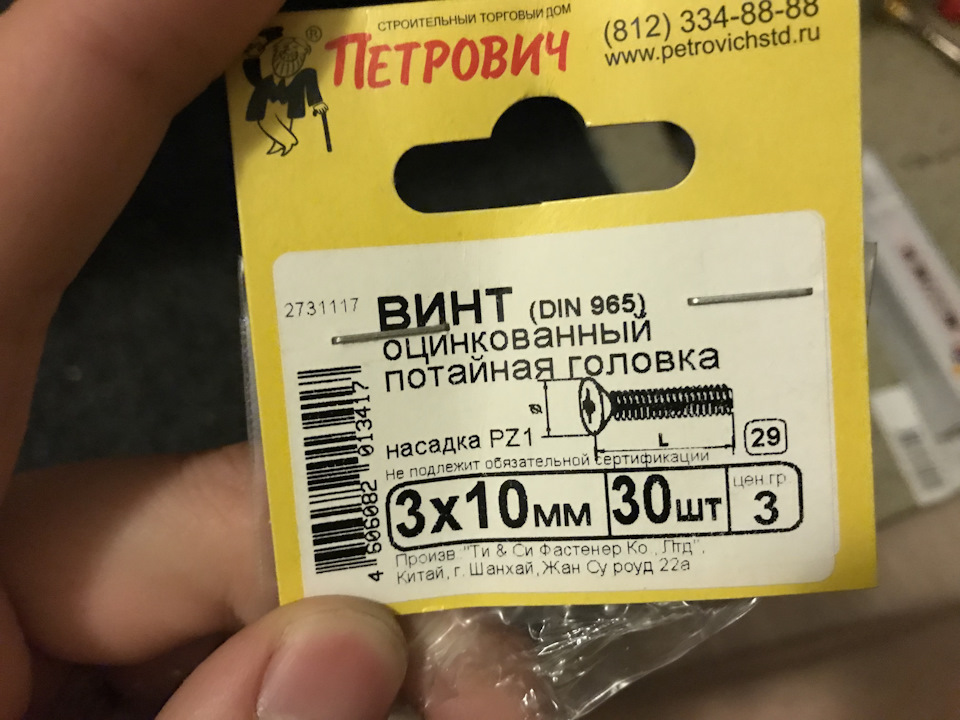 СТРОИТЕЛЬНЫЙ ТОРГОВЫЙ ДОМ
ПЕТРОВИЧ
®
(812) 334-88-88
www.petrovichstd.ru
2731117
ВИНТ (DIN 965)
оцинкованный
потайная головка
ø
L
насадка PZ1
29
не подлежит обязательной сертификации
3х10мм
30шт
цен.гр
3
Произв. "Ти & Си Фастенер Ко., Лтд",
Китай, г. Шанхай, Жан Су роуд 22а
4 606082 013417